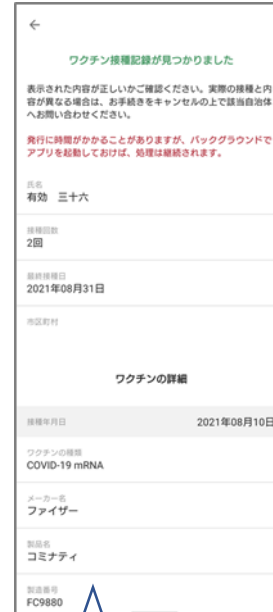 ワクチン接種記録が見つかりました
表示された内容が正しいかご確認ください。実際の接種と内
容が異なる場合は、お手続きをキャンセルの上で該当自治体
へお問い合わせください。
発行に時間がかかることがありますが、バックグラウンドで
アプリを起動しておけば、処理は継続されます。
氏名
有効　三十六
接種回数
2回
最終接種日
2021年08月31日
市区町村
ワクチンの詳細
接種年月日 2021年08月10日
ワクチンの種類
COVID-19 mRNA
メーカー名
ファイザー
製品名
コミナティ
製造番号
FC9880